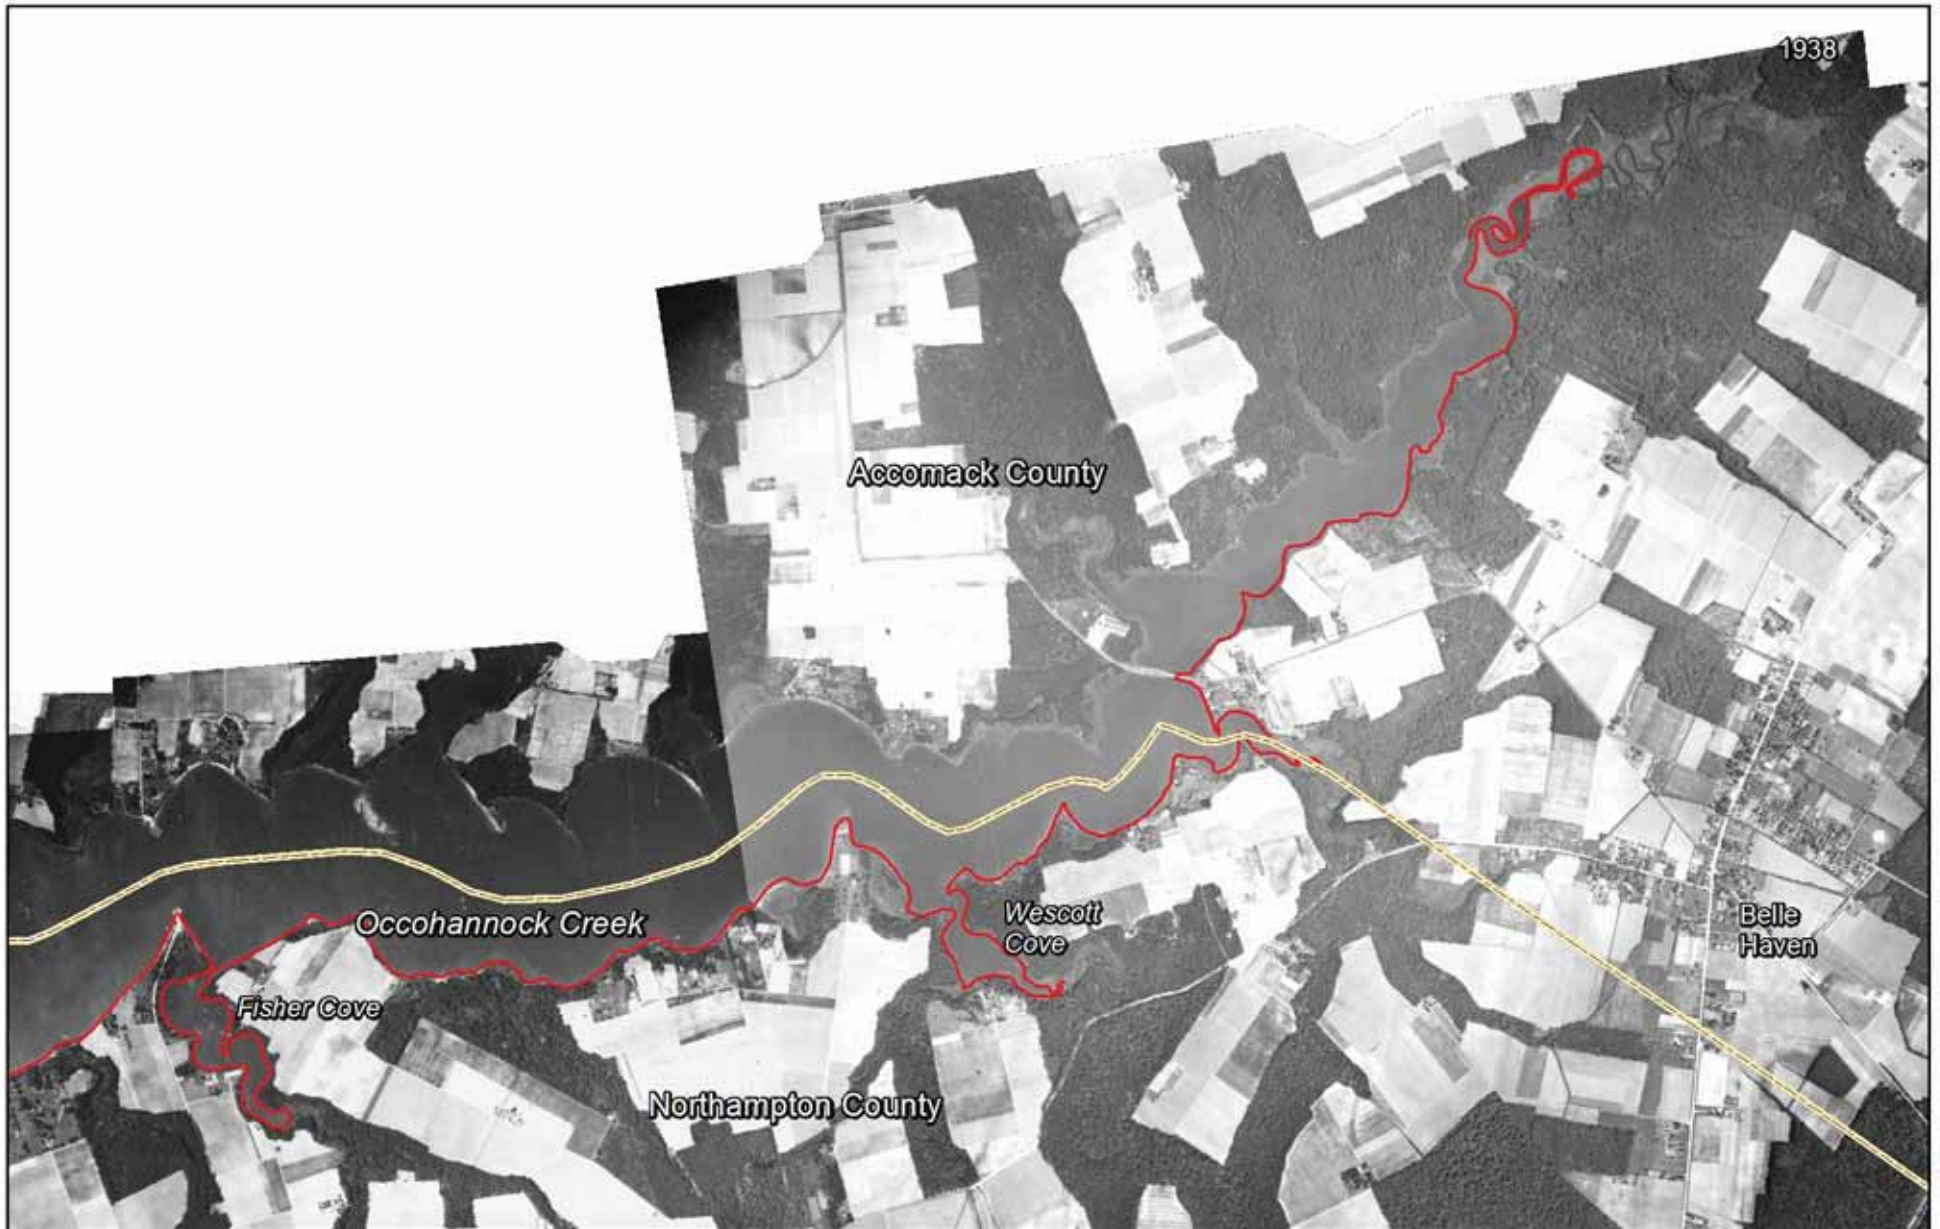 1938
Accomack County
Wescott
Cove
Belle
Haven
Occohannock Creek
Fisher Cove
Northampton County